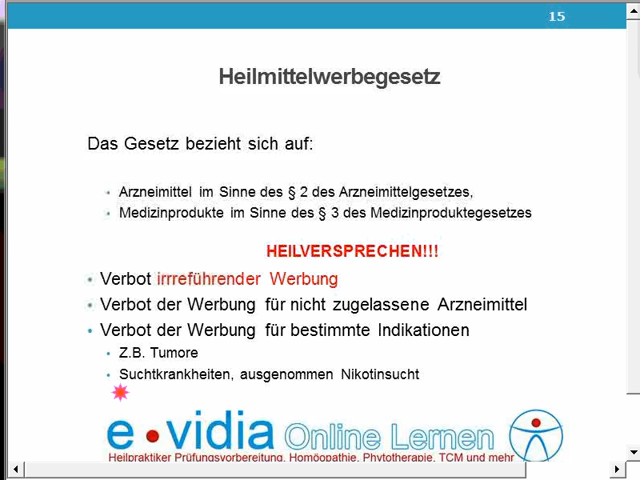 15
Heilmittelwerbegesetz
Das Gesetz bezieht sich auf:
Arzneimittel im Sinne des § 2 des Arzneimittelgesetzes,
Medizinprodukte im Sinne des § 3 des Medizinproduktegesetzes
HEILVERSPRECHEN!!!
Verbot irrreführender Werbung
Verbot der Werbung für nicht zugelassene Arzneimittel
Verbot der Werbung für bestimmte Indikationen
Z.B. Tumore
Suchtkrankheiten, ausgenommen Nikotinsucht
e•vidia Online Lernen
Heilpraktiker Prüfungsvorbereitung, Homöopathie, Phytotherapie, TCM und mehr